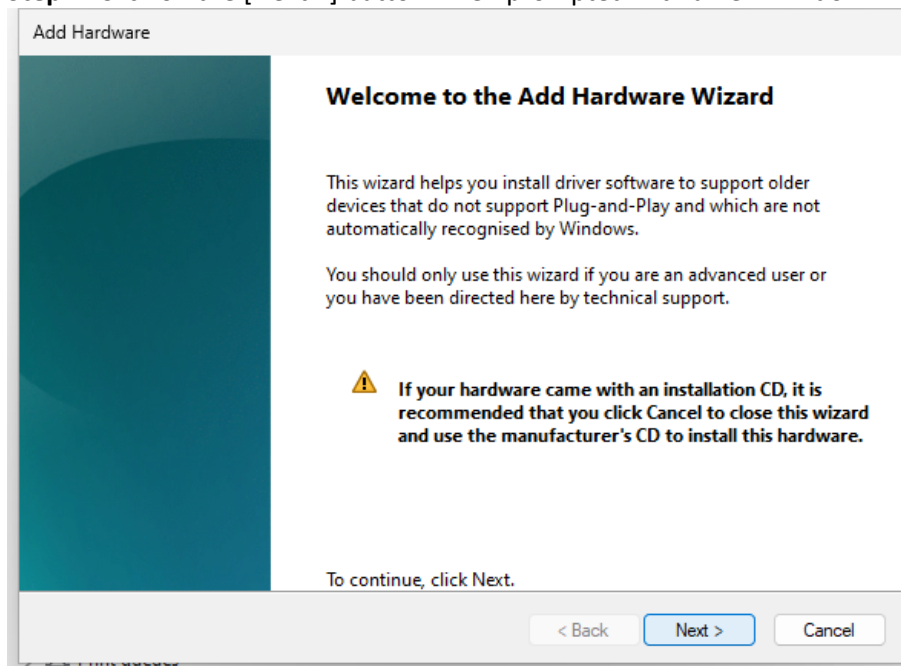 Add Hardware
Welcome to the Add Hardware Wizard
This wizard helps you install driver software to support older
devices that do not support Plug-and-Play and which are not
automatically recognised by Windows.
You should only use this wizard if you are an advanced user or
you have been directed here by technical support.
If your hardware came with an installation CD, it is
recommended that you click Cancel to close this wizard
and use the manufacturer's CD to install this hardware.
To continue, click Next.
< Back Next > Cancel